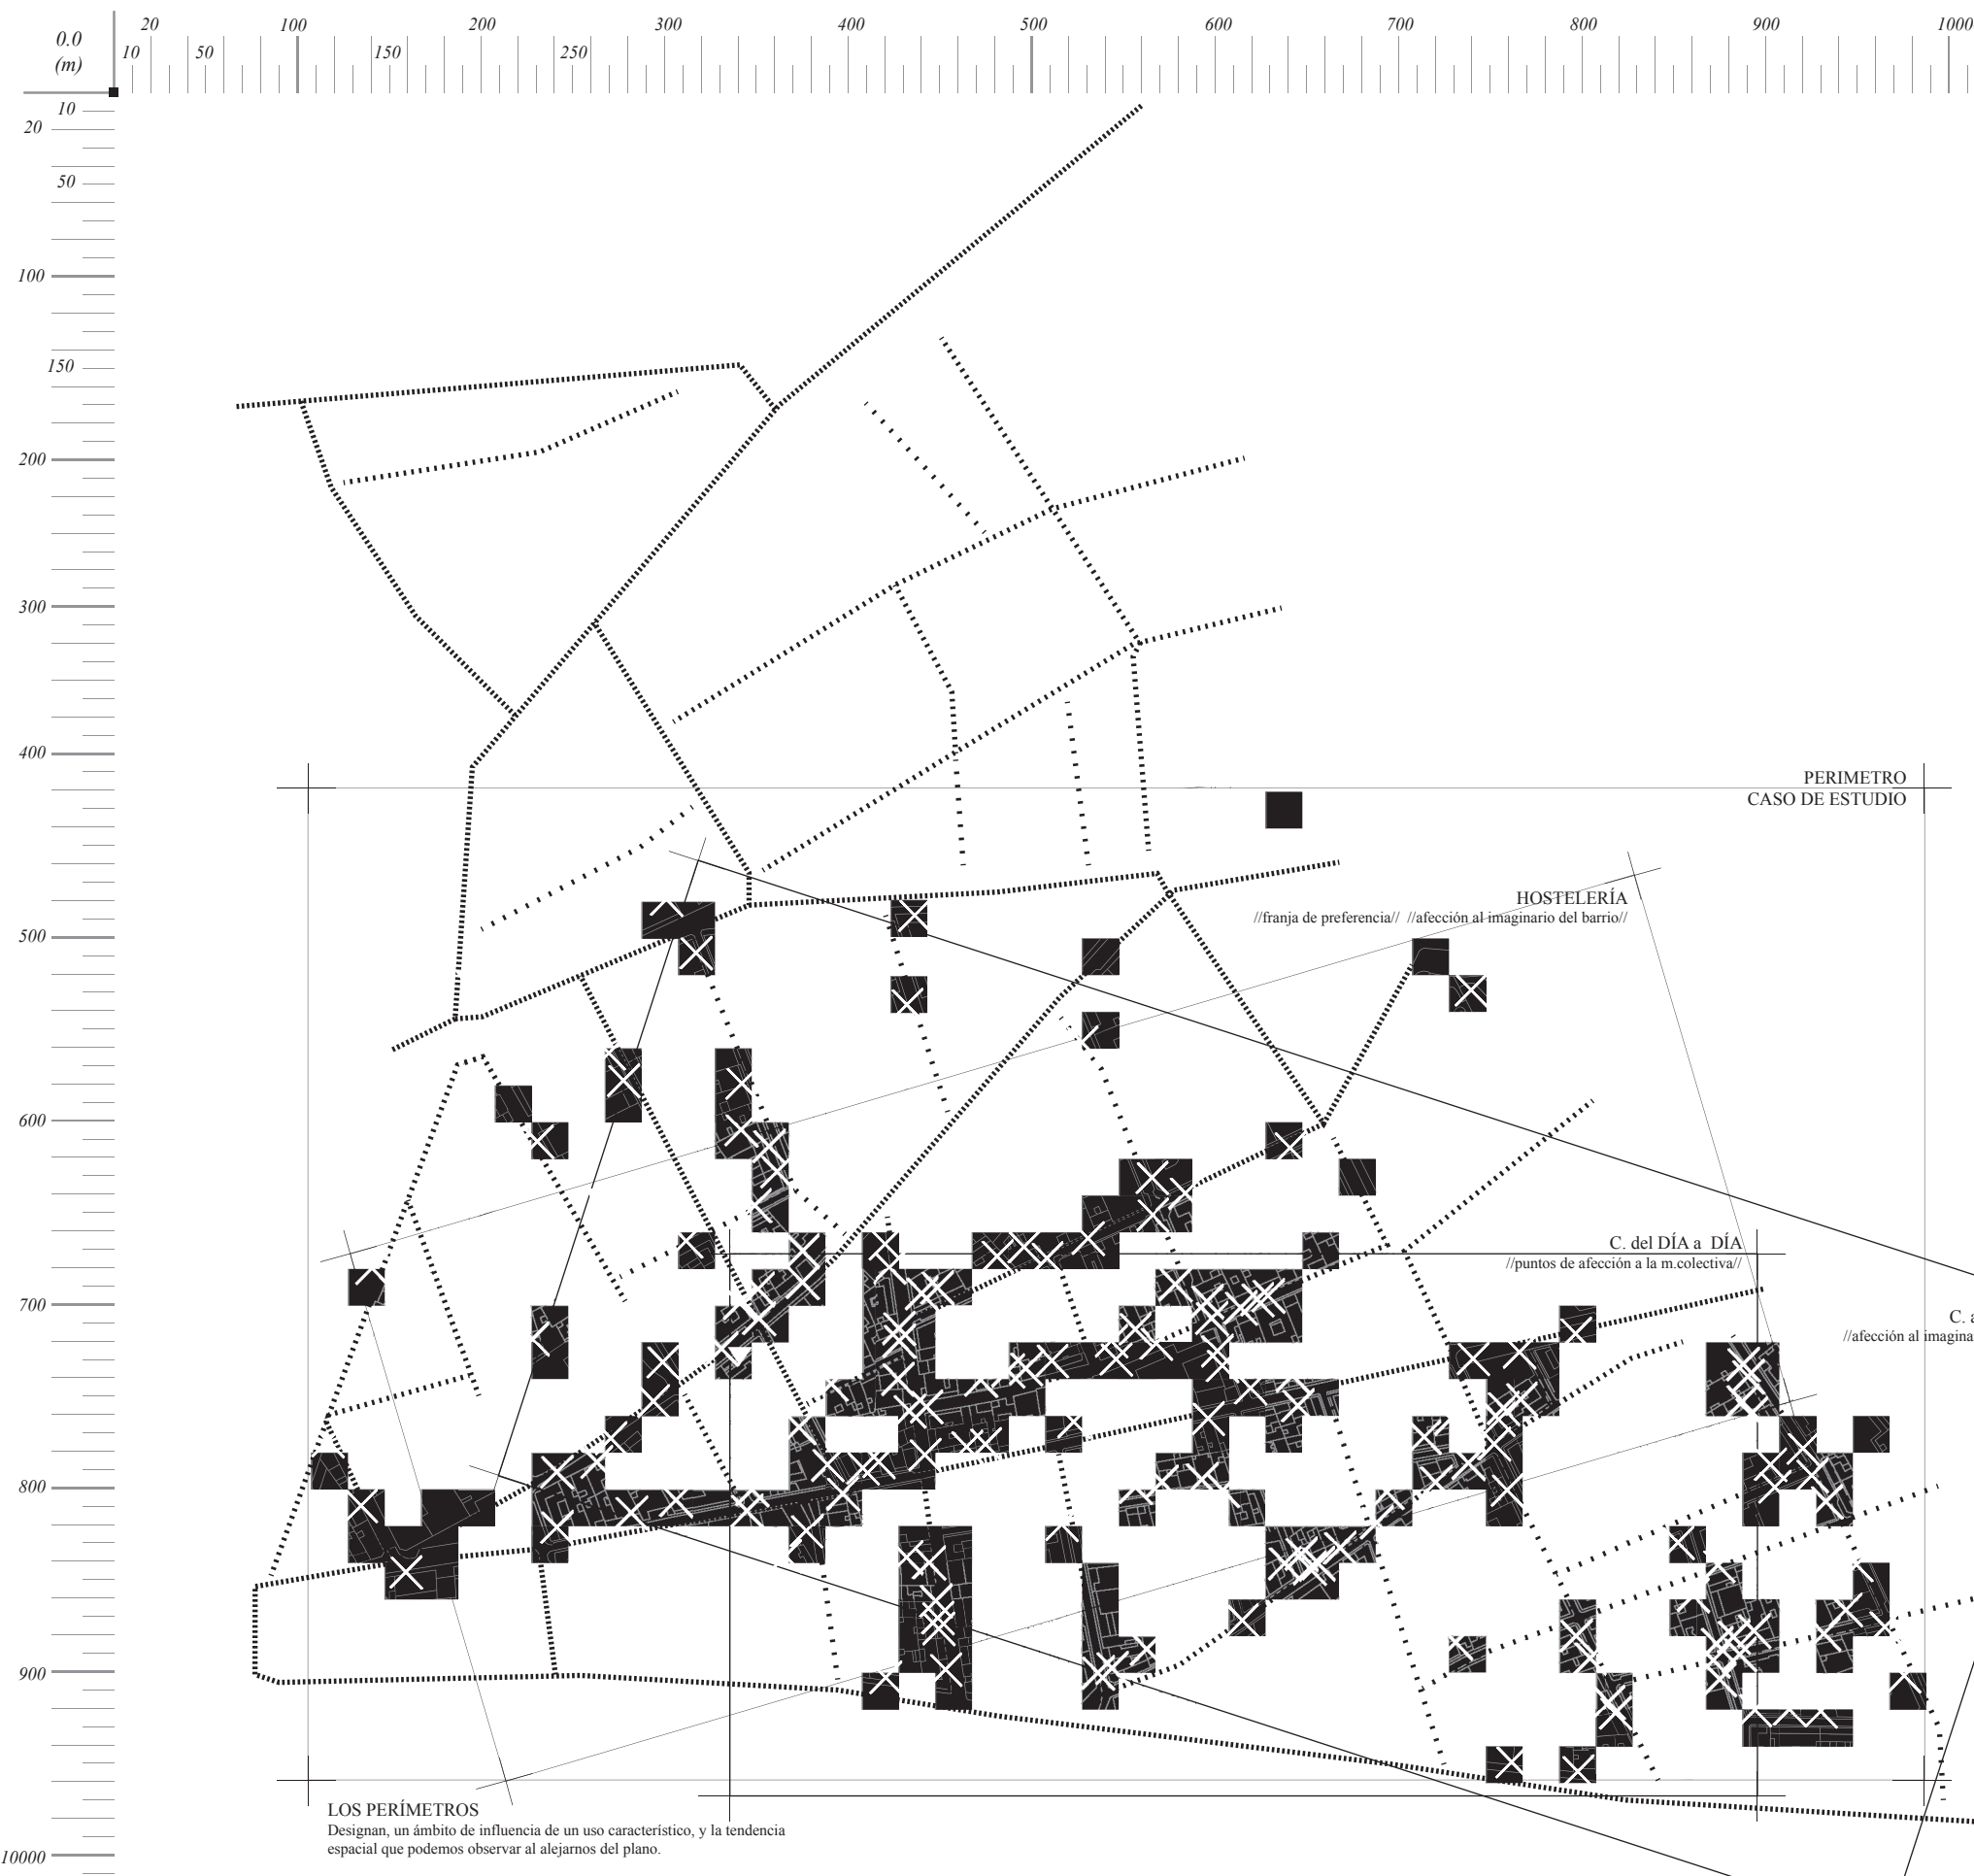 20 100 200 300 400 500 600 700 800 900 1000
0.0
(m)
10 50 150 250
10
20
50
100
150
200
300
400
500
600
700
800
900
10000
PERIMETRO
CASO DE ESTUDIO
HOSTELERÍA
//franja de preferencia// //afección al imaginario del barrio//
C. del DÍA a DÍA
//puntos de afección a la m.colectiva//
C. a
//afección al imagina
LOS PERÍMETROS
Designan, un ámbito de influencia de un uso característico, y la tendencia
espacial que podemos observar al alejarnos del plano.